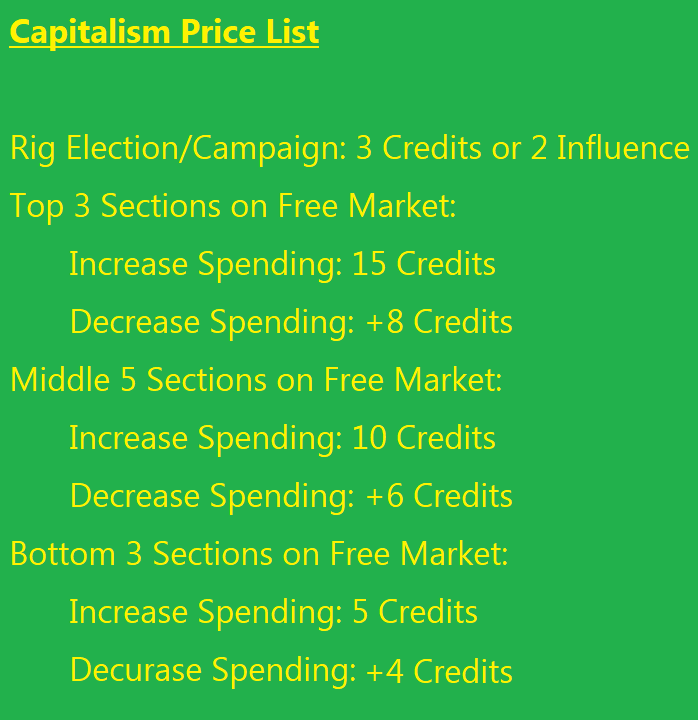 Capitalism Price List
Rig Election/Campaign: 3 Credits or 2 Influence
Top 3 Sections on Free Market:
Increase Spending: 15 Credits
Decrease Spending: +8 Credits
Middle 5 Sections on Free Market:
Increase Spending: 10 Credits
Decrease Spending: +6 Credits
Bottom 3 Sections on Free Market:
Increase Spending: 5 Credits
Decurase Spending: +4 Credits